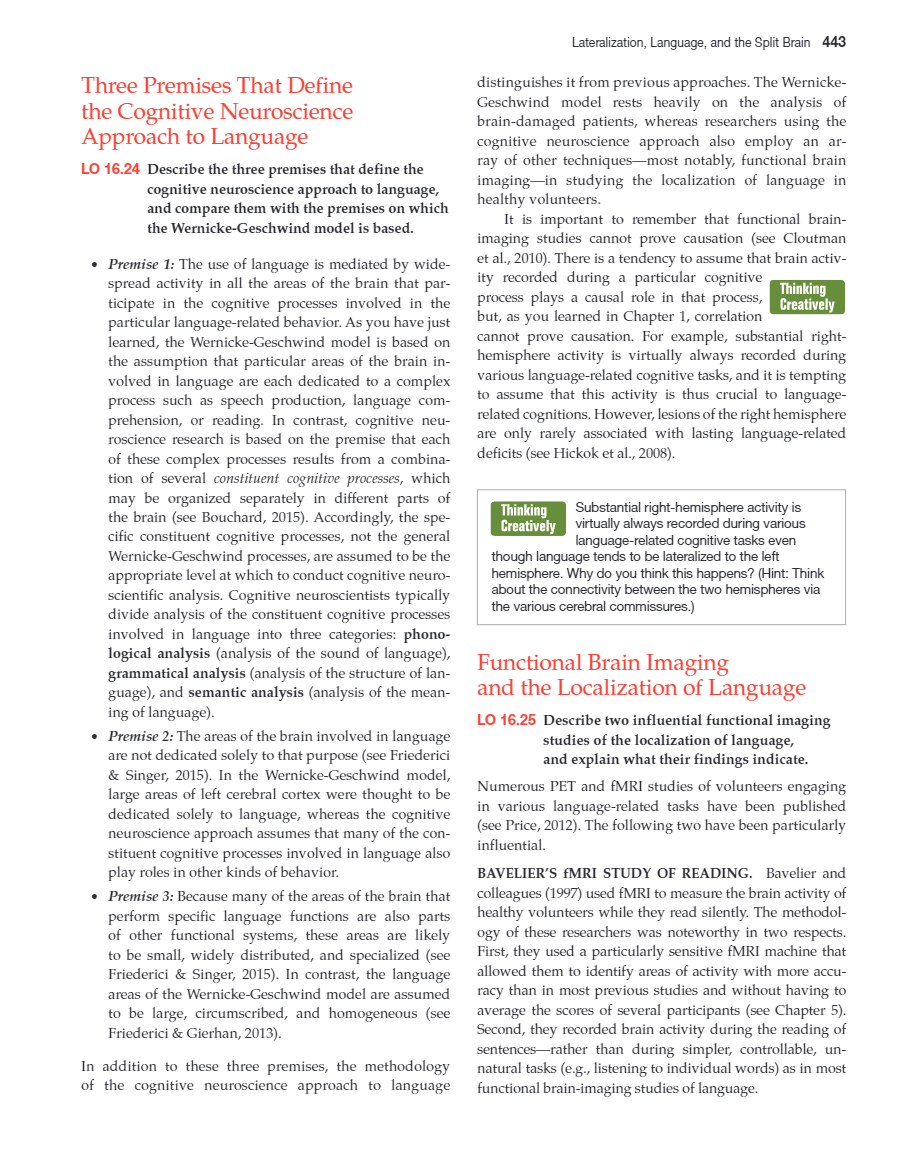 Lateralization, Language, and the Split Brain 443
Three Premises That Define
the Cognitive Neuroscience
Approach to Language
LO 16.24 Describe the three premises that define the
cognitive neuroscience approach to language,
and compare them with the premises on which
the Wernicke-Geschwind model is based.
• Premise 1: The use of language is mediated by wide-
spread activity in all the areas of the brain that par-
ticipate in the cognitive processes involved in the
particular language-related behavior. As you have just
learned, the Wernicke-Geschwind model is based on
the assumption that particular areas of the brain in-
volved in language are each dedicated to a complex
process such as speech production, language com-
prehension, or reading. In contrast, cognitive neu-
roscience research is based on the premise that each
of these complex processes results from a combina-
tion of several constituent cognitive processes, which
may be organized separately in different parts of
the brain (see Bouchard, 2015). Accordingly, the spe-
cific constituent cognitive processes, not the general
Wernicke-Geschwind processes, are assumed to be the
appropriate level at which to conduct cognitive neuro-
scientific analysis. Cognitive neuroscientists typically
divide analysis of the constituent cognitive processes
involved in language into three categories: phono-
logical analysis (analysis of the sound of language),
grammatical analysis (analysis of the structure of lan-
guage), and semantic analysis (analysis of the mean-
ing of language).
• Premise 2: The areas of the brain involved in language
are not dedicated solely to that purpose (see Friederici
& Singer, 2015). In the Wernicke-Geschwind model,
large areas of left cerebral cortex were thought to be
dedicated solely to language, whereas the cognitive
neuroscience approach assumes that many of the con-
stituent cognitive processes involved in language also
play roles in other kinds of behavior.
• Premise 3: Because many of the areas of the brain that
perform specific language functions are also parts
of other functional systems, these areas are likely
to be small, widely distributed, and specialized (see
Friederici & Singer, 2015). In contrast, the language
areas of the Wernicke-Geschwind model are assumed
to be large, circumscribed, and homogeneous (see
Friederici & Gierhan, 2013).
In addition to these three premises, the methodology
of the cognitive neuroscience approach to language
distinguishes it from previous approaches. The Wernicke-
Geschwind model rests heavily on the analysis of
brain-damaged patients, whereas researchers using the
cognitive neuroscience approach also employ an ar-
ray of other techniques—most notably, functional brain
imaging—in studying the localization of language in
healthy volunteers.
It is important to remember that functional brain-
imaging studies cannot prove causation (see Cloutman
et al., 2010). There is a tendency to assume that brain activ-
ity recorded during a particular cognitive
process plays a causal role in that process,
but, as you learned in Chapter 1, correlation
Thinking
Creatively
cannot prove causation. For example, substantial right-
hemisphere activity is virtually always recorded during
various language-related cognitive tasks, and it is tempting
to assume that this activity is thus crucial to language-
related cognitions. However, lesions of the right hemisphere
are only rarely associated with lasting language-related
deficits (see Hickok et al., 2008).
Thinking
Creatively
Substantial right-hemisphere activity is
virtually always recorded during various
language-related cognitive tasks even
though language tends to be lateralized to the left
hemisphere. Why do you think this happens? (Hint: Think
about the connectivity between the two hemispheres via
the various cerebral commissures.)
Functional Brain Imaging
and the Localization of Language
LO 16.25 Describe two influential functional imaging
studies of the localization of language,
and explain what their findings indicate.
Numerous PET and fMRI studies of volunteers engaging
in various language-related tasks have been published
(see Price, 2012). The following two have been particularly
influential.
BAVELIER'S fMRI STUDY OF READING. Bavelier and
colleagues (1997) used fMRI to measure the brain activity of
healthy volunteers while they read silently. The methodol-
ogy of these researchers was noteworthy in two respects.
First, they used a particularly sensitive fMRI machine that
allowed them to identify areas of activity with more accu-
racy than in most previous studies and without having to
average the scores of several participants (see Chapter 5).
Second, they recorded brain activity during the reading of
sentences—rather than during simpler, controllable, un-
natural tasks (e.g., listening to individual words) as in most
functional brain-imaging studies of language.